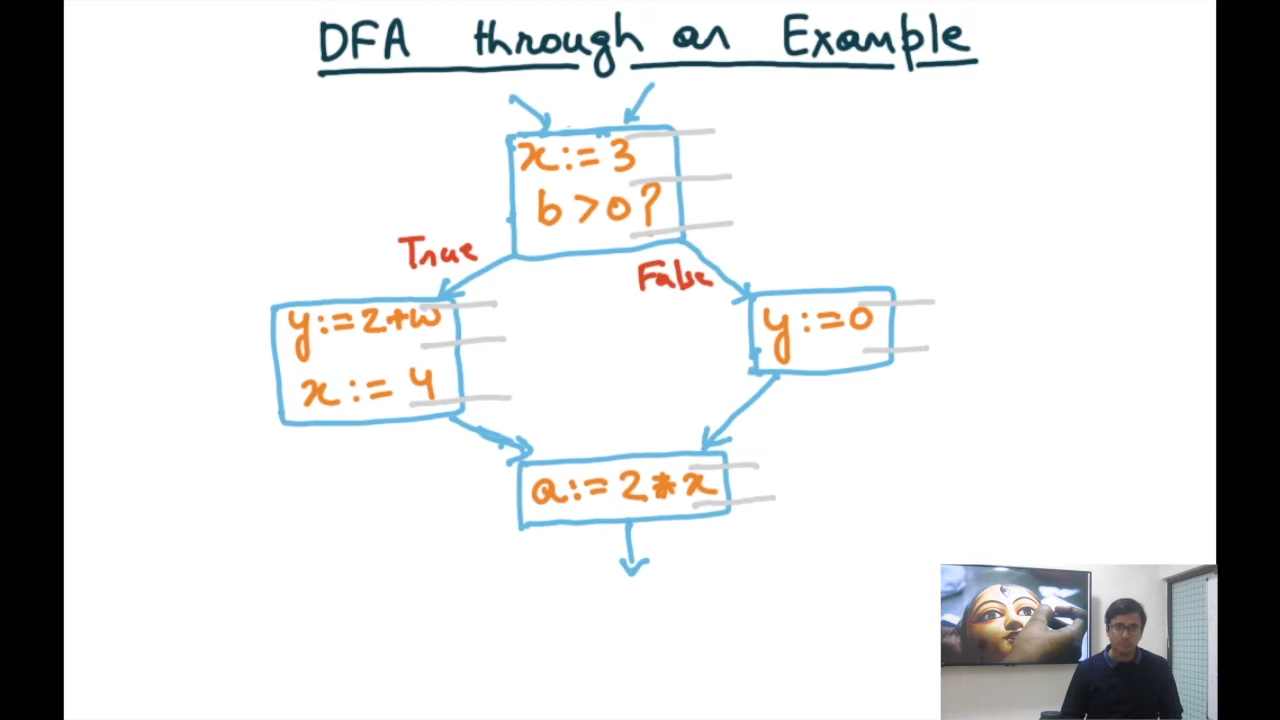 DFA through an Example
x := 3
b > 0 ?
True
False
y := z + w
x := 4
y := 0
a := 2 * x